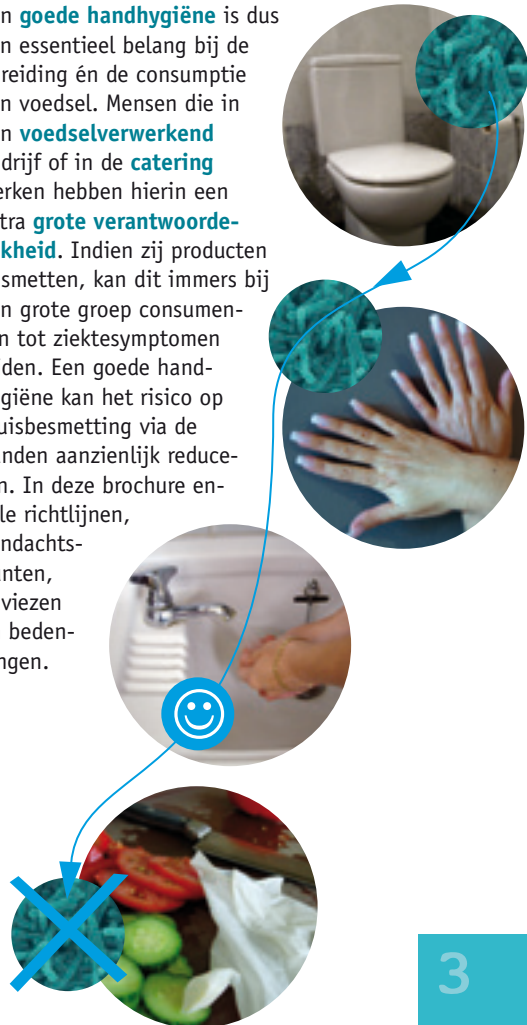 n goede handhygiëne is dus
n essentieel belang bij de
reiding én de consumptie
n voedsel. Mensen die in
n voedselverwerkend
drijf of in de catering
erken hebben hierin een
tra grote verantwoorde-
kheid. Indien zij producten
smetten, kan dit immers bij
n grote groep consumen-
n tot ziektesymptomen
iden. Een goede hand-
giëne kan het risico op
uisbesmetting via de
nden aanzienlijk reduce-
n. In deze brochure en-
le richtlijnen,
ndachts-
nten,
viezen
beden-
ngen.
3